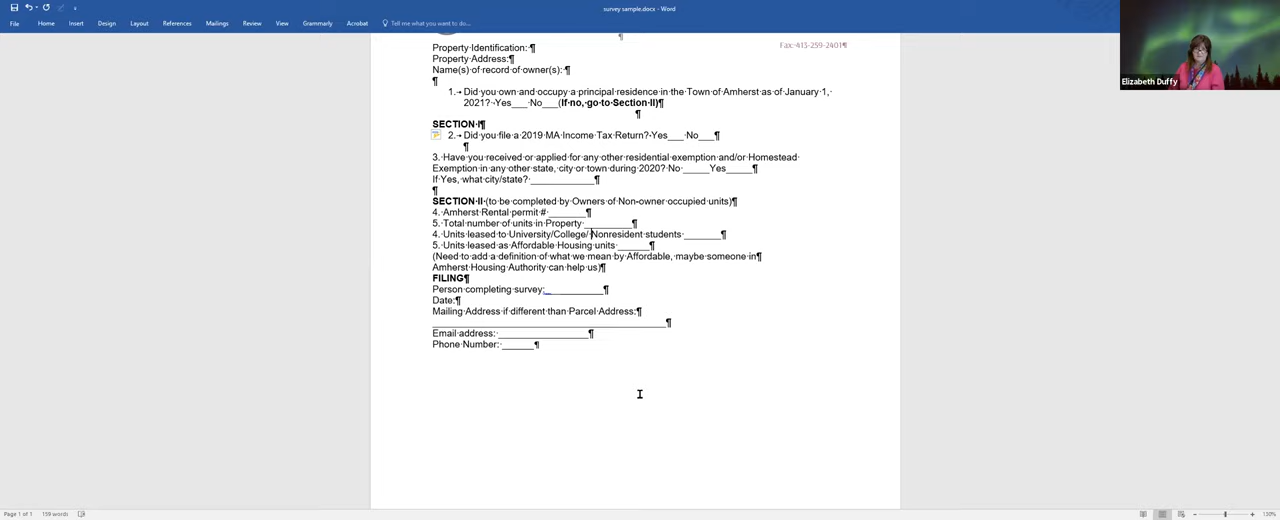 survey sample.docx - Word
File Home Insert Design Layout References Mailings Review View Grammarly Acrobat Tell me what you want to do...
Elizabeth Duffy
Fax: 413-259-2401¶
¶
Property Identification: ¶
Property Address:¶
Name(s) of record of owner(s): ¶
¶
1. Did you own and occupy a principal residence in the Town of Amherst as of January 1,
2021? Yes___ No___(If no, go to Section II)¶
¶
SECTION I¶
2. Did you file a 2019 MA Income Tax Return? Yes___ No___¶
¶
3. Have you received or applied for any other residential exemption and/or Homestead
Exemption in any other state, city or town during 2020? No _____Yes_____¶
If Yes, what city/state? ____________¶
¶
SECTION II (to be completed by Owners of Non-owner occupied units)¶
4. Amherst Rental permit # _______¶
5. Total number of units in Property _________¶
4. Units leased to University/College/ Nonresident students _______¶
5. Units leased as Affordable Housing units ______¶
(Need to add a definition of what we mean by Affordable, maybe someone in¶
Amherst Housing Authority can help us)¶
FILING¶
Person completing survey:___________¶
Date:¶
Mailing Address if different than Parcel Address:¶
____________________________________________¶
Email address: _________________¶
Phone Number: ______¶
Page 1 of 1 159 words
130%